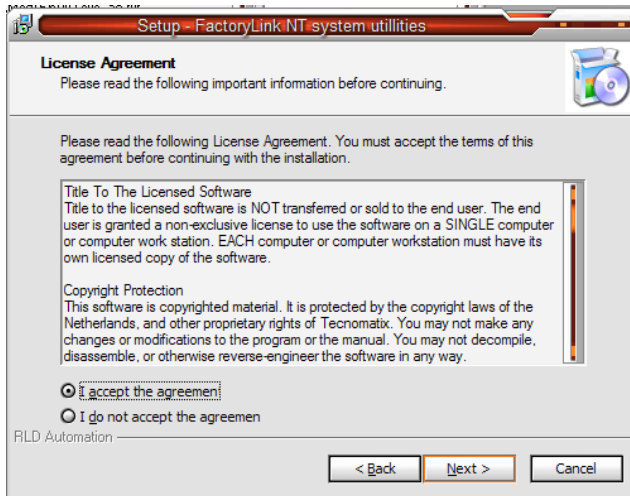 Setup - FactoryLink NT system utillities
License Agreement
Please read the following important information before continuing.
Please read the following License Agreement. You must accept the terms of this
agreement before continuing with the installation.
Title To The Licensed Software
Title to the licensed software is NOT transferred or sold to the end user. The end
user is granted a non-exclusive license to use the software on a SINGLE computer
or computer work station. EACH computer or computer workstation must have its
own licensed copy of the software.
Copyright Protection
This software is copyrighted material. It is protected by the copyright laws of the
Netherlands, and other proprietary rights of Tecnomatix. You may not make any
changes or modifications to the program or the manual. You may not decompile,
disassemble, or otherwise reverse-engineer the software in any way.
I accept the agreemen
I do not accept the agreemen
RLD Automation
< Back Next > Cancel